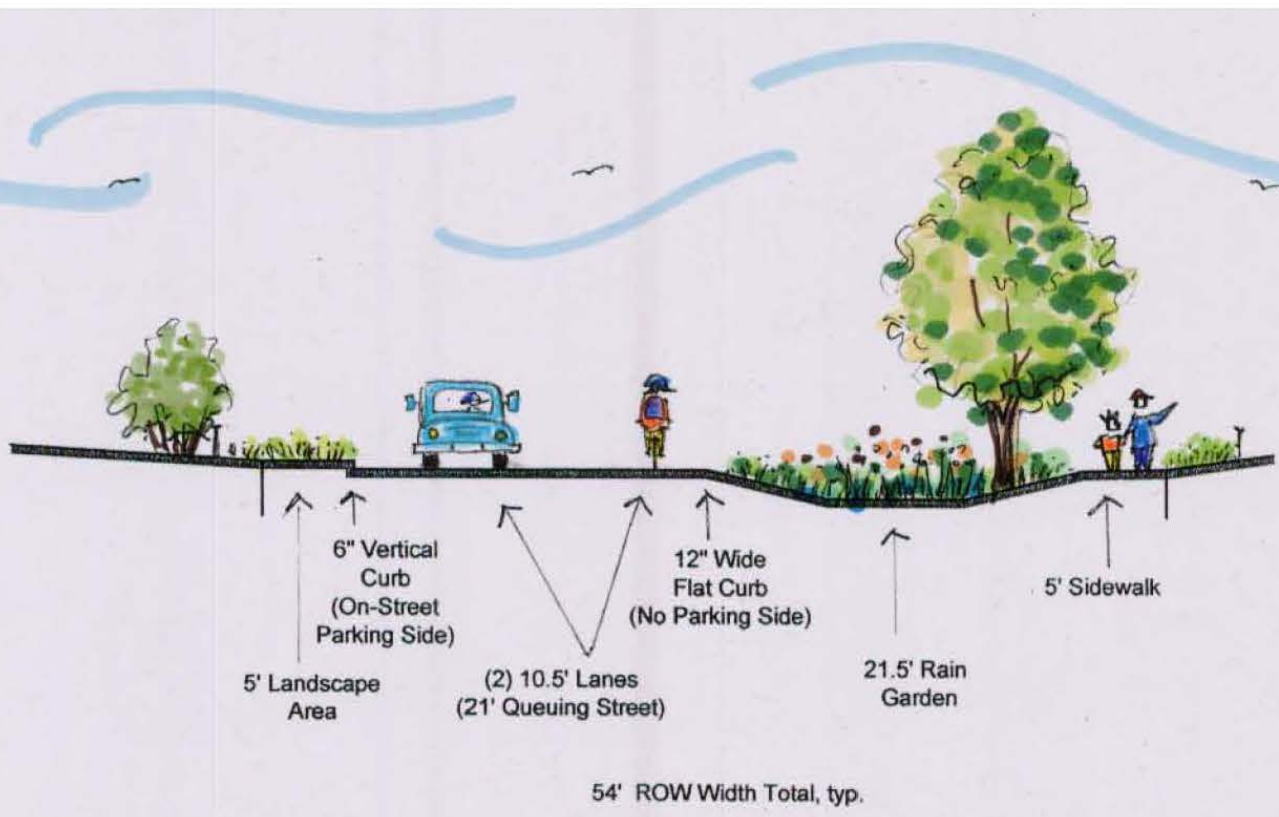 6" Vertical
Curb
(On-Street
Parking Side)
5' Landscape
Area
(2) 10.5' Lanes
(21' Queuing Street)
12" Wide
Flat Curb
(No Parking Side)
21.5' Rain
Garden
5' Sidewalk
54' ROW Width Total, typ.